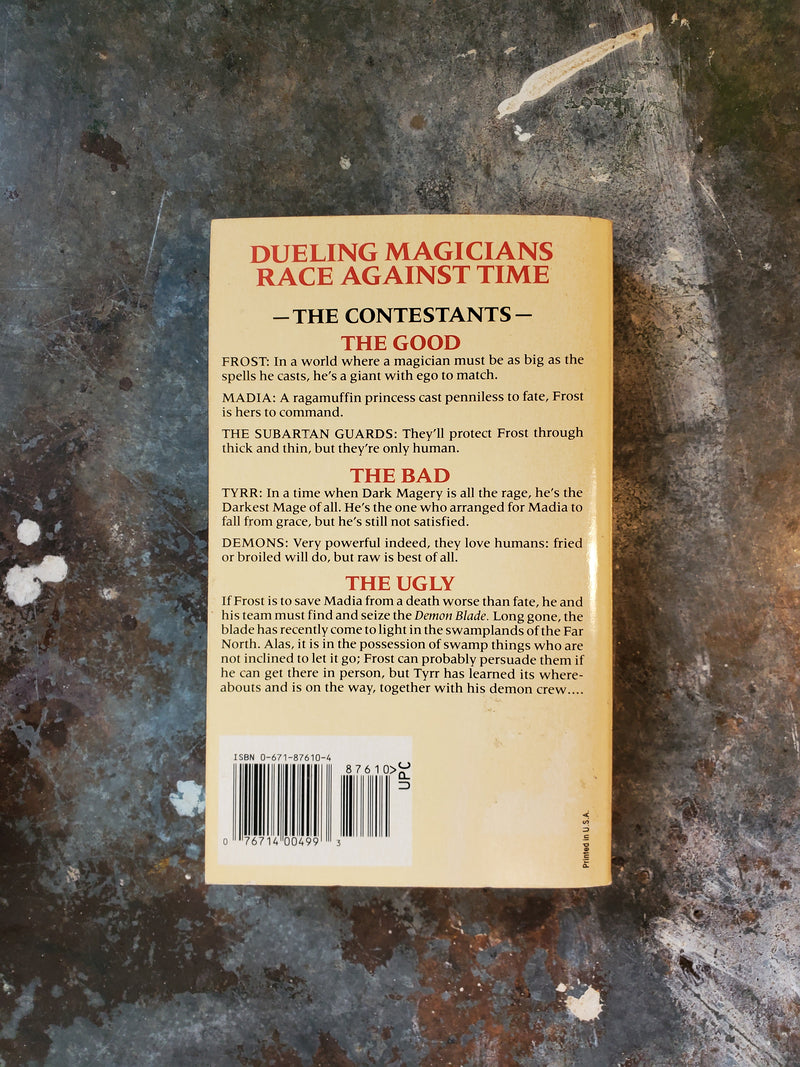 DUELING MAGICIANS
RACE AGAINST TIME
—THE CONTESTANTS—
THE GOOD
FROST: In a world where a magician must be as big as the
spells he casts, he's a giant with ego to match.
MADIA: A ragamuffin princess cast penniless to fate, Frost
is hers to command.
THE SUBARTAN GUARDS: They'll protect Frost through
thick and thin, but they're only human.
THE BAD
TYRR: In a time when Dark Magery is all the rage, he's the
Darkest Mage of all. He's the one who arranged for Madia to
fall from grace, but he's still not satisfied.
DEMONS: Very powerful indeed, they love humans: fried
or broiled will do, but raw is best of all.
THE UGLY
If Frost is to save Madia from a death worse than fate, he and
his team must find and seize the Demon Blade. Long gone, the
blade has recently come to light in the swamplands of the Far
North. Alas, it is in the possession of swamp things who are
not inclined to let it go; Frost can probably persuade them if
he can get there in person, but Tyrr has learned its where-
abouts and is on the way, together with his demon crew....
ISBN 0-671-87610-4
87610>
UPC
0 76714 00499 3
Printed in U.S.A.